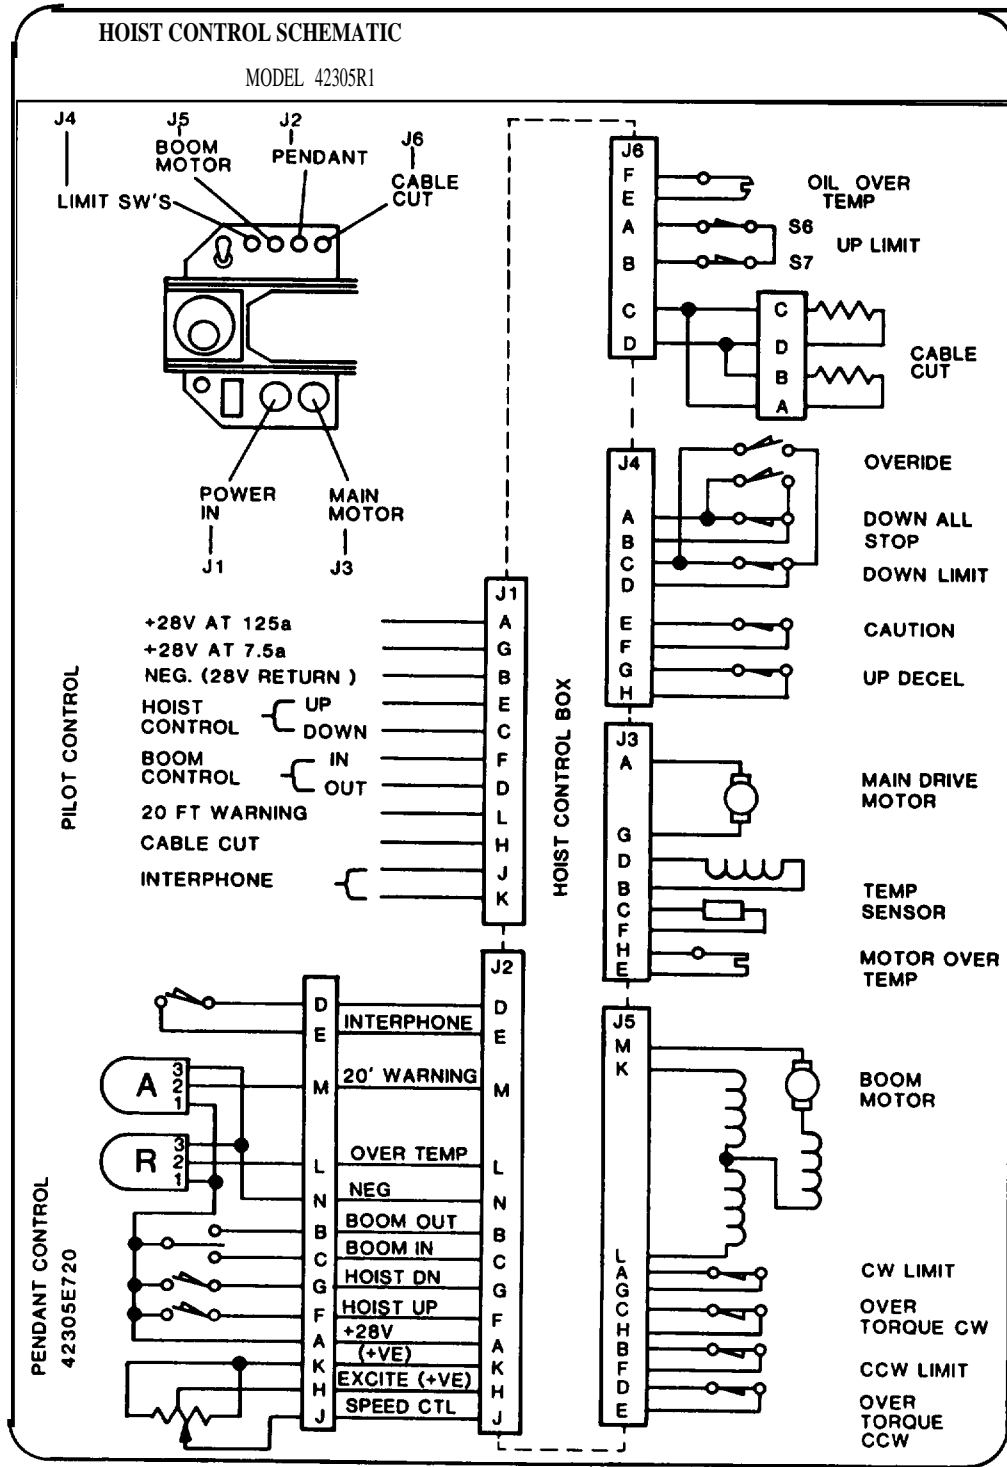 HOIST CONTROL SCHEMATIC
MODEL 42305R1
J4
J5
J2
J6
BOOM
MOTOR
PENDANT
CABLE
CUT
LIMIT SW'S
POWER
IN
MAIN
MOTOR
J1
J3
PILOT CONTROL
J1
+28V AT 125a A
+28V AT 7.5a G
NEG. (28V RETURN ) B
HOIST
CONTROL
UP E
DOWN C
BOOM
CONTROL
IN F
OUT D
20 FT WARNING L
CABLE CUT H
INTERPHONE J
K
HOIST CONTROL BOX
PENDANT CONTROL
42305E720
J2
D D
E INTERPHONE E
A 3
2
1
M 20' WARNING M
R 3
2
1
L OVER TEMP L
N NEG N
B BOOM OUT B
C BOOM IN C
G HOIST DN G
F HOIST UP F
A +28V A
K (+VE) K
H EXCITE (+VE) H
J SPEED CTL J
J6
F
E
OIL OVER
TEMP
A S6
UP LIMIT
B S7
C C
D D
B
A
CABLE
CUT
J4
OVERIDE
A
B
DOWN ALL
STOP
C
D
DOWN LIMIT
E
F
CAUTION
G
H
UP DECEL
J3
A
G
MAIN DRIVE
MOTOR
D
B
C
F
TEMP
SENSOR
H
E
MOTOR OVER
TEMP
J5
M
K
BOOM
MOTOR
L
A
G
CW LIMIT
C
H
OVER
TORQUE CW
B
F
CCW LIMIT
D
E
OVER
TORQUE
CCW